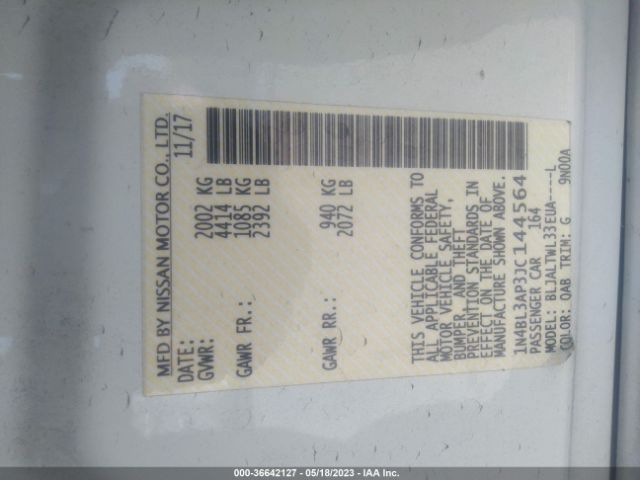 MFD BY NISSAN MOTOR CO., LTD.
DATE: 11/17
GVWR: 2002 KG
4414 LB
GAWR FR.: 1085 KG
2392 LB
GAWR RR.: 940 KG
2072 LB
THIS VEHICLE CONFORMS TO
ALL APPLICABLE FEDERAL
MOTOR VEHICLE SAFETY,
BUMPER, AND THEFT
PREVENTION STANDARDS IN
EFFECT ON THE DATE OF
MANUFACTURE SHOWN ABOVE.
1N4BL3AP3JC144564
PASSENGER CAR 164
MODEL: BLJALTWL33EUA----L
COLOR: QAB TRIM: G 9N00A
000-36642127 - 05/18/2023 - IAA Inc.